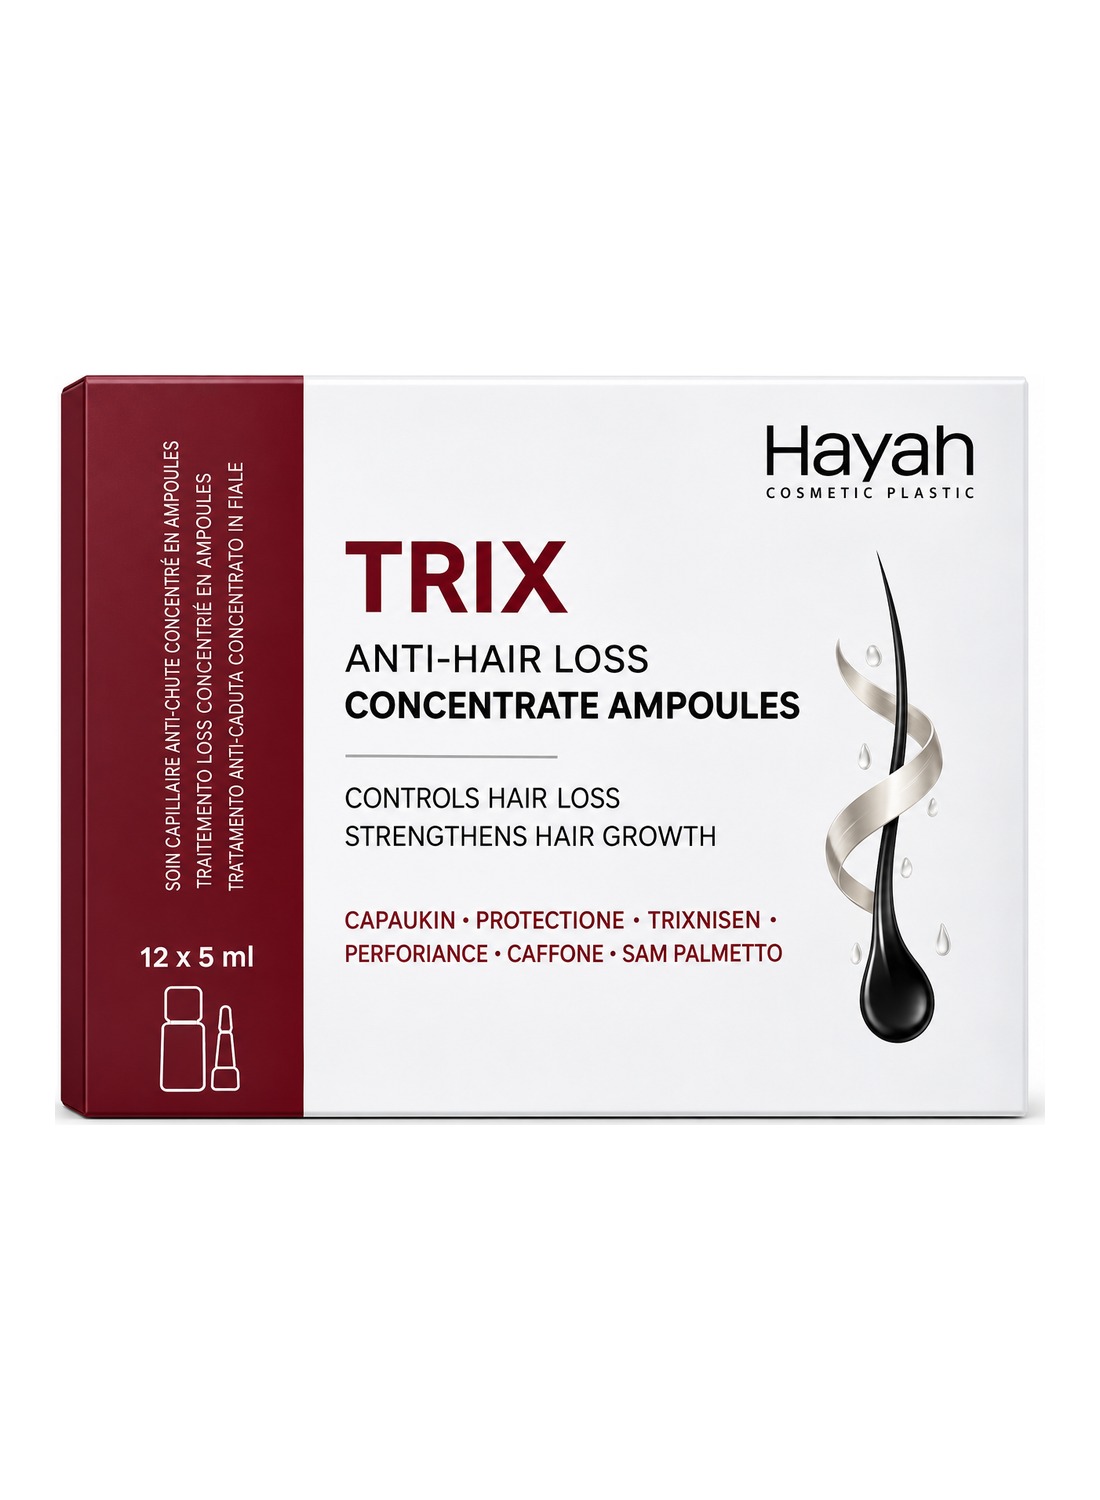 Hayah
COSMETIC PLASTIC
TRIX
ANTI-HAIR LOSS
CONCENTRATE AMPOULES
CONTROLS HAIR LOSS
STRENGTHENS HAIR GROWTH
CAPAUKIN • PROTECTIONE • TRIXNISEN •
PERFORIANCE • CAFFONE • SAM PALMETTO
SOIN CAPILLAIRE ANTI-CHUTE CONCENTRÉ EN AMPOULES
TRAITEMENTO LOSS CONCENTRIÉ EN AMPOULES
TRATAMENTO ANTI-CADUTA CONCENTRATO IN FIALE
12 x 5 ml